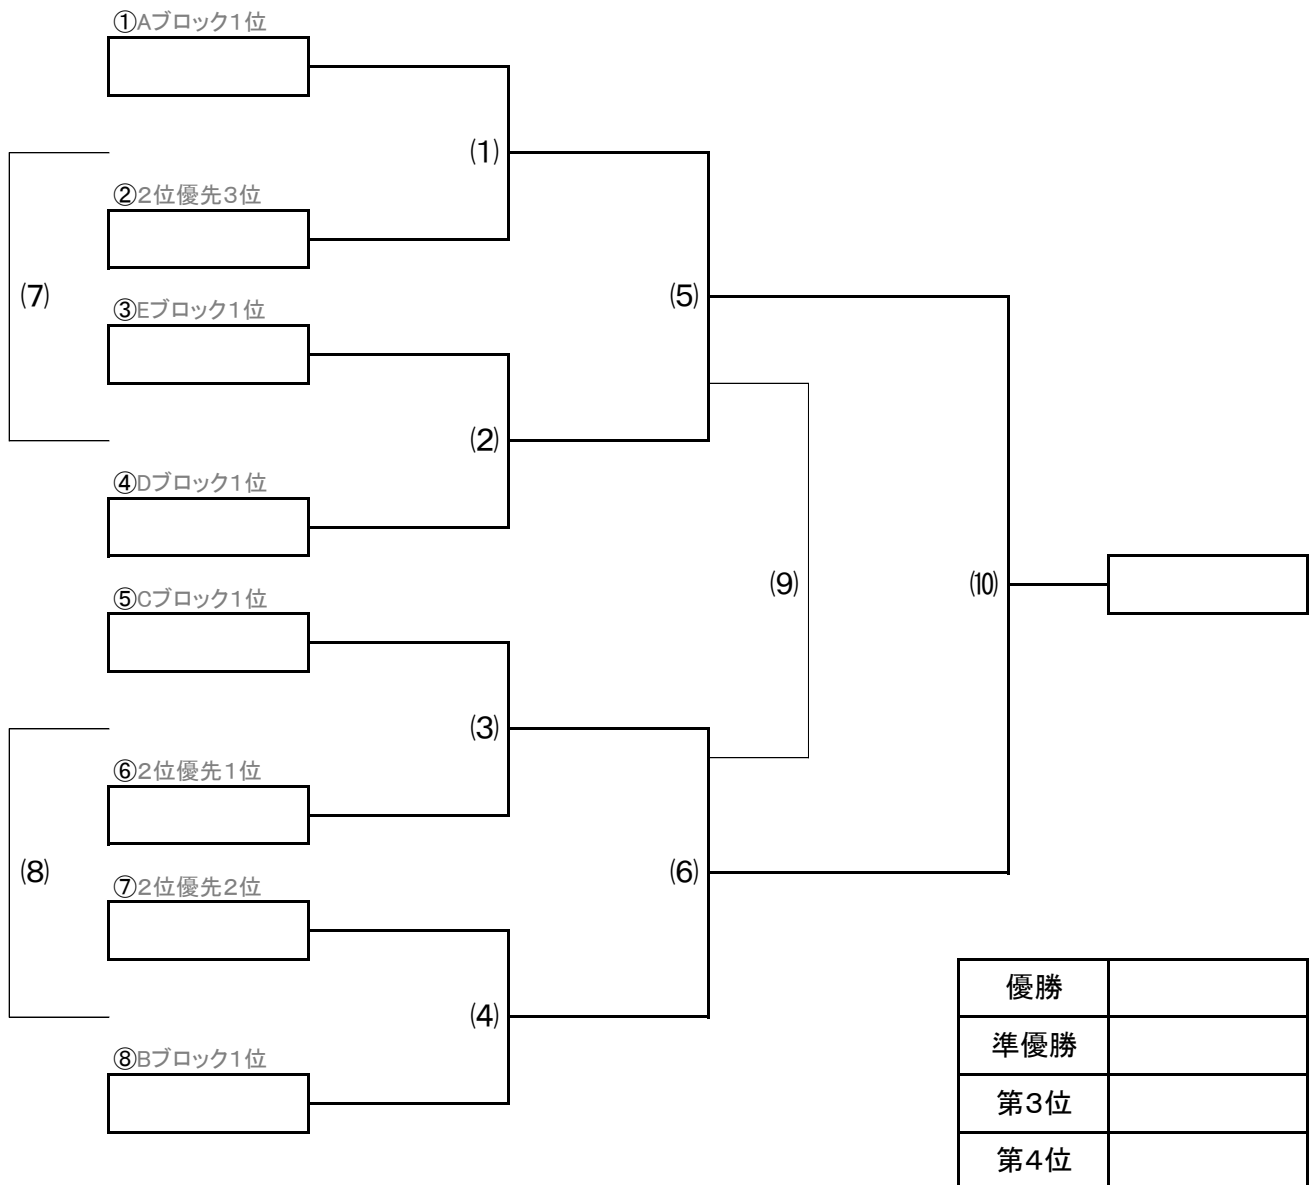 ①Aブロック1位
(1)
②2位優先3位
(7)
(5)
③Eブロック1位
(2)
④Dブロック1位
(9)
(10)
⑤Cブロック1位
(3)
⑥2位優先1位
(8)
(6)
⑦2位優先2位
(4)
⑧Bブロック1位
優勝
準優勝
第3位
第4位